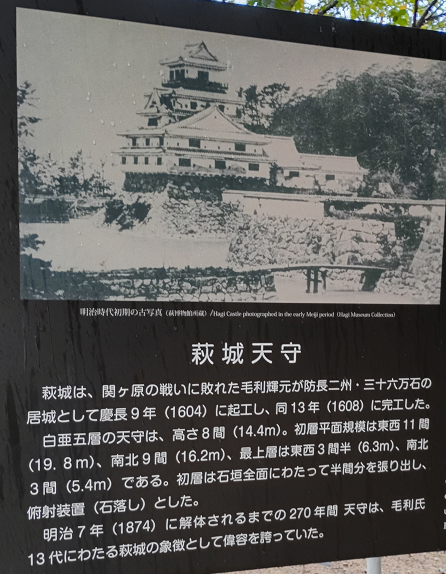 明治時代初期の古写真（萩博物館所蔵）/Hagi Castle photographed in the early Meiji period（Hagi Museum Collection）
萩城天守
萩城は、関ヶ原の戦いに敗れた毛利輝元が防長二州・三十六万石の
居城として慶長9年（1604）に起工し、同13年（1608）に完工した。
白亜五層の天守は、高さ8間（14.4m）。初層平面規模は東西11間
（19.8m）、南北9間（16.2m）、最上層は東西3間半（6.3m）、南北
3間（5.4m）である。初層は石垣全面にわたって半間分を張り出し、
俯射装置（石落し）とした。
明治7年（1874）に解体されるまでの270年間 天守は、毛利氏
13代にわたる萩城の象徴として偉容を誇っていた。